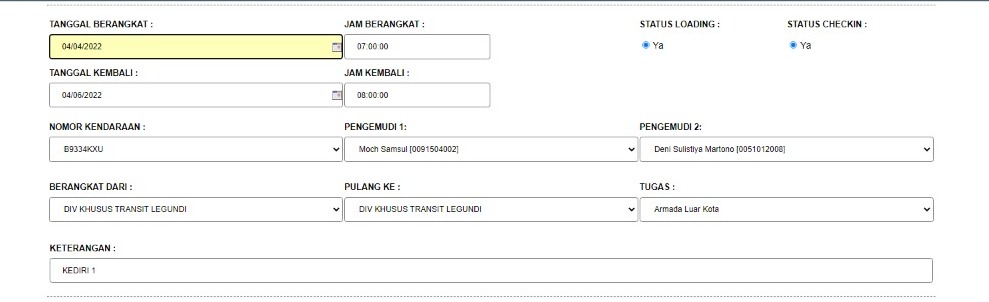 TANGGAL BERANGKAT : JAM BERANGKAT : STATUS LOADING : STATUS CHECKIN :
04/04/2022 07:00:00 Ya Ya
TANGGAL KEMBALI : JAM KEMBALI :
04/06/2022 08:00:00
NOMOR KENDARAAN : PENGEMUDI 1: PENGEMUDI 2:
B9334KXU Moch Samsul [0091504002] Deni Sulistiya Martono [0051012008]
BERANGKAT DARI : PULANG KE : TUGAS :
DIV KHUSUS TRANSIT LEGUNDI DIV KHUSUS TRANSIT LEGUNDI Armada Luar Kota
KETERANGAN :
KEDIRI 1